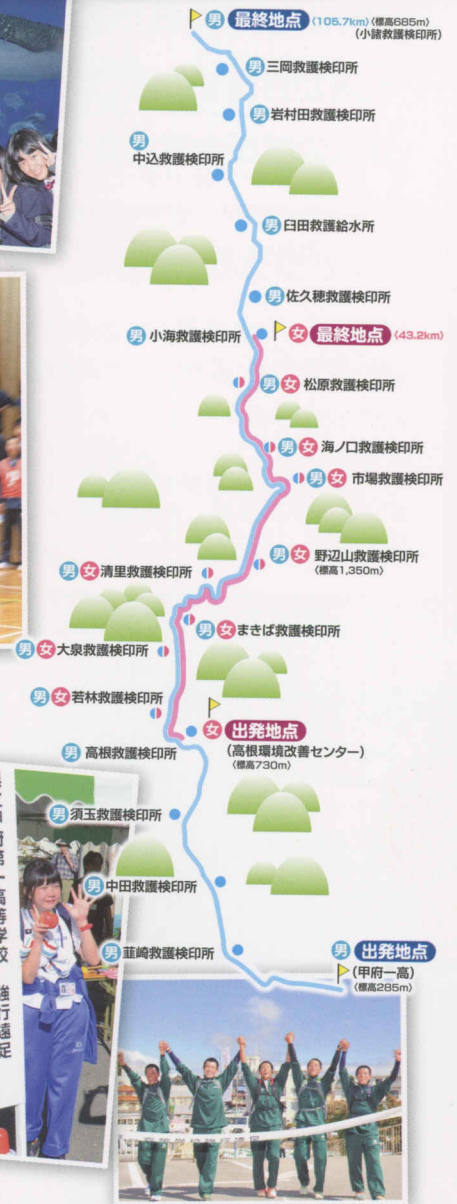 男 最終地点 〈105.7km〉〈標高685m〉
(小諸救護検印所)
男 三岡救護検印所
男 岩村田救護検印所
男
中込救護検印所
男 臼田救護給水所
男 佐久穂救護検印所
男 小海救護検印所
女 最終地点 〈43.2km〉
男 女 松原救護検印所
男 女 海ノ口救護検印所
男 女 市場救護検印所
男 女 野辺山救護検印所
〈標高1,350m〉
男 女 清里救護検印所
男 女 まきば救護検印所
男 女 大泉救護検印所
男 女 若林救護検印所
女 出発地点
(高根環境改善センター)
〈標高730m〉
男 高根救護検印所
男 須玉救護検印所
男 中田救護検印所
男 韮崎救護検印所
男 出発地点
(甲府一高)
〈標高285m〉
第一高等学校 強行遠足